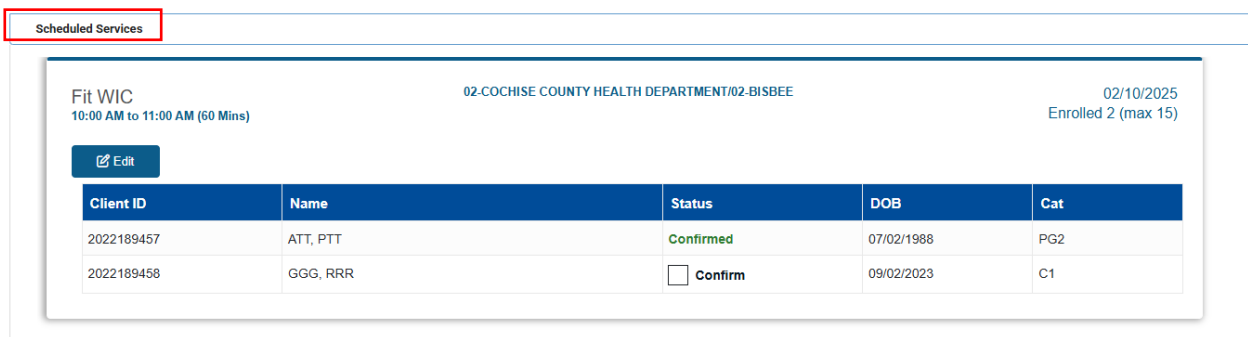 Scheduled Services
Fit WIC
02-COCHISE COUNTY HEALTH DEPARTMENT/02-BISBEE
02/10/2025
10:00 AM to 11:00 AM (60 Mins)
Enrolled 2 (max 15)
Edit
Client ID Name Status DOB Cat
2022189457 ATT, PTT Confirmed 07/02/1988 PG2
2022189458 GGG, RRR Confirm 09/02/2023 C1